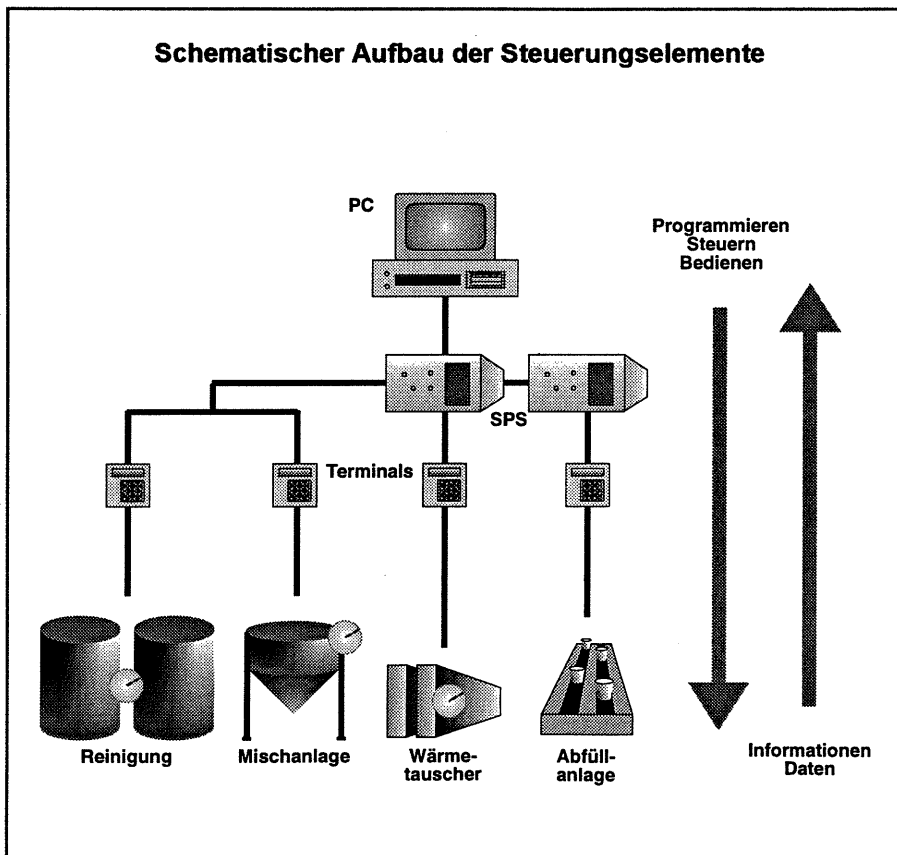 Schematischer Aufbau der Steuerungselemente
PC
Programmieren
Steuern
Bedienen
SPS
Terminals
Reinigung
Mischanlage
Wärme-
tauscher
Abfüll-
anlage
Informationen
Daten